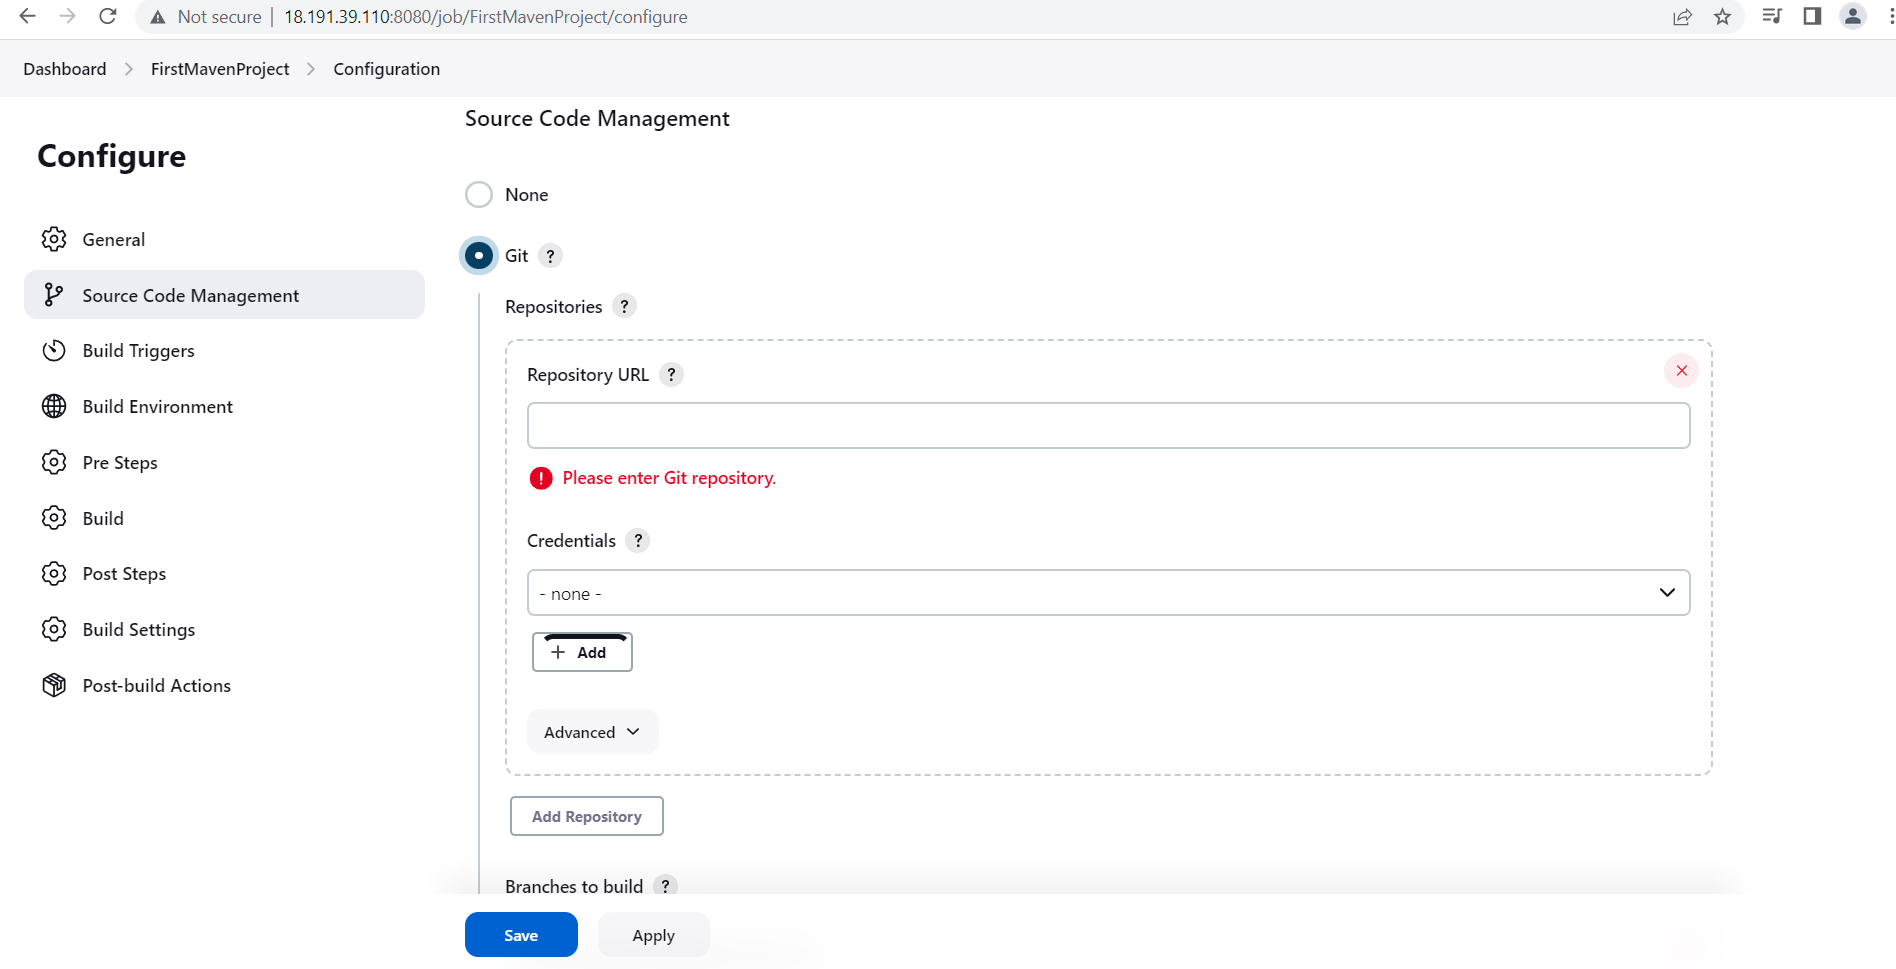 Not secure | 18.191.39.110:8080/job/FirstMavenProject/configure
Dashboard > FirstMavenProject > Configuration
Configure
General
Source Code Management
Build Triggers
Build Environment
Pre Steps
Build
Post Steps
Build Settings
Post-build Actions
Source Code Management
None
Git ?
Repositories ?
Repository URL ?
Please enter Git repository.
Credentials ?
- none -
+ Add
Advanced
Add Repository
Branches to build ?
Save
Apply